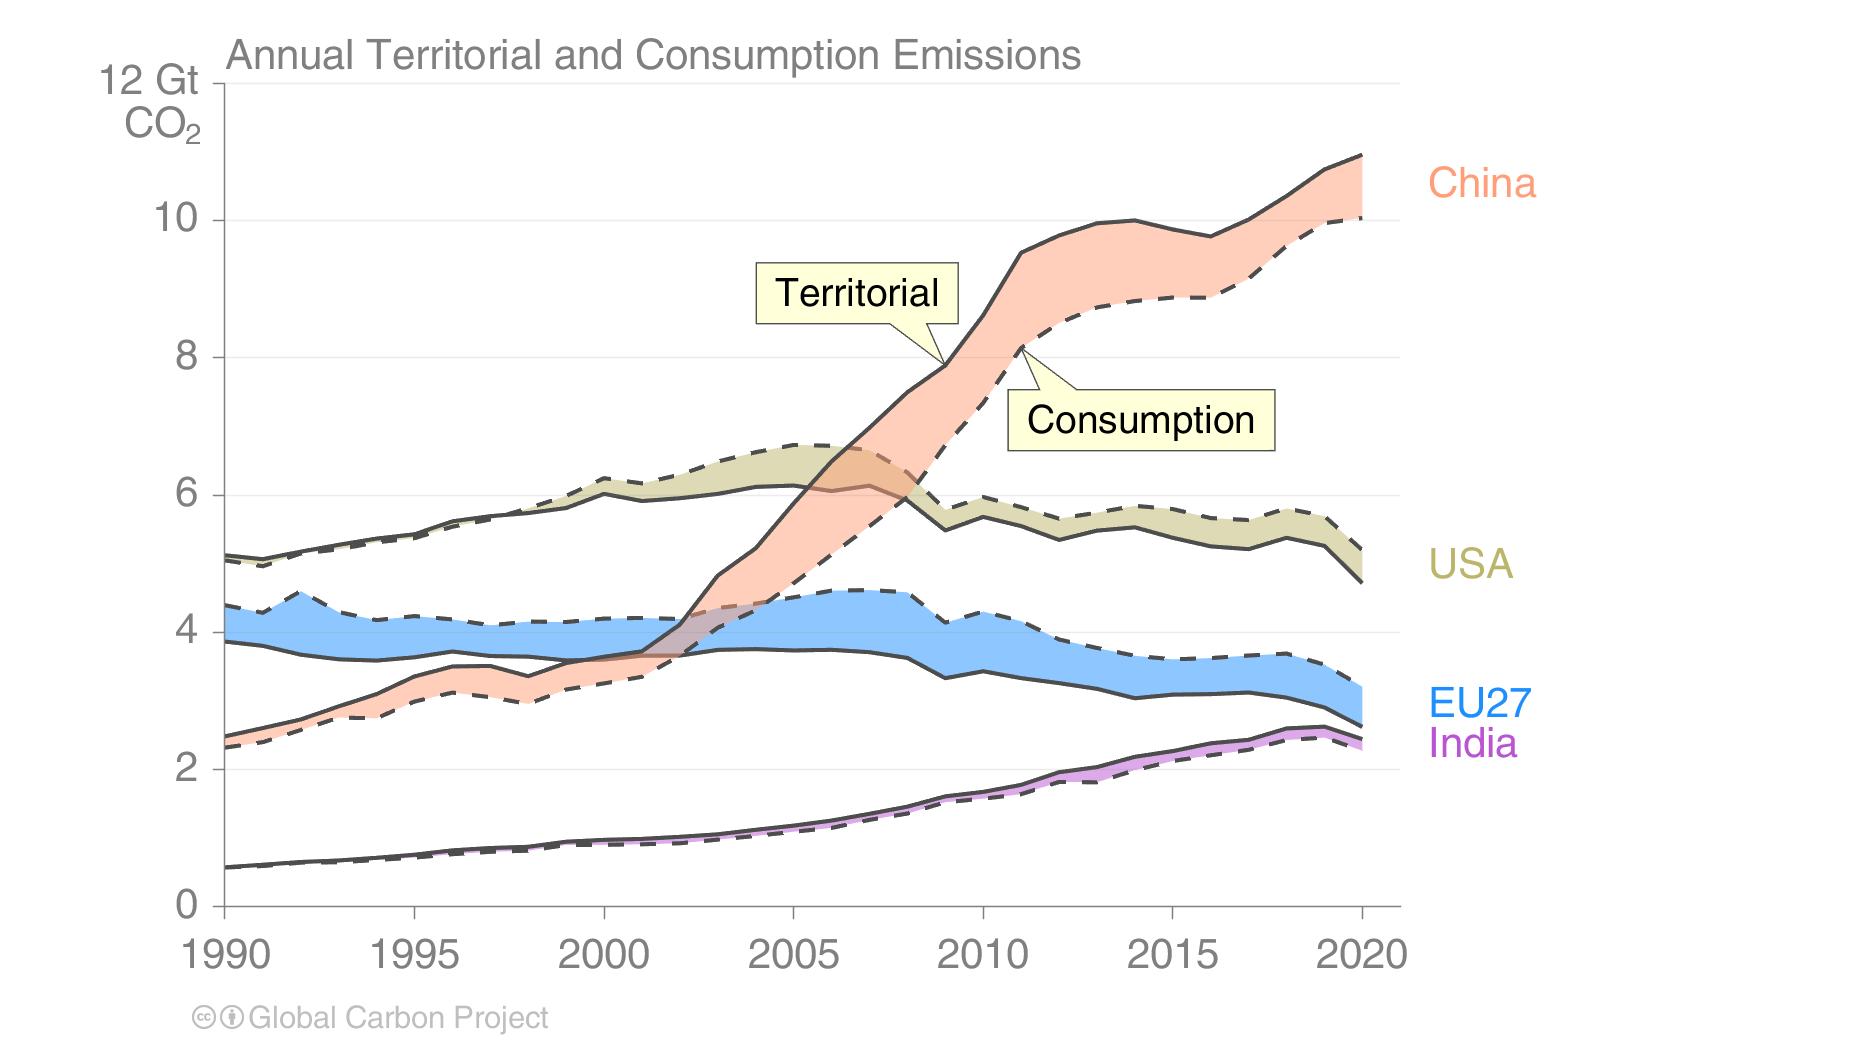 Annual Territorial and Consumption Emissions
12 Gt
CO₂
10
8
6
4
2
0
Territorial
Consumption
China
USA
EU27
India
1990 1995 2000 2005 2010 2015 2020
Global Carbon Project